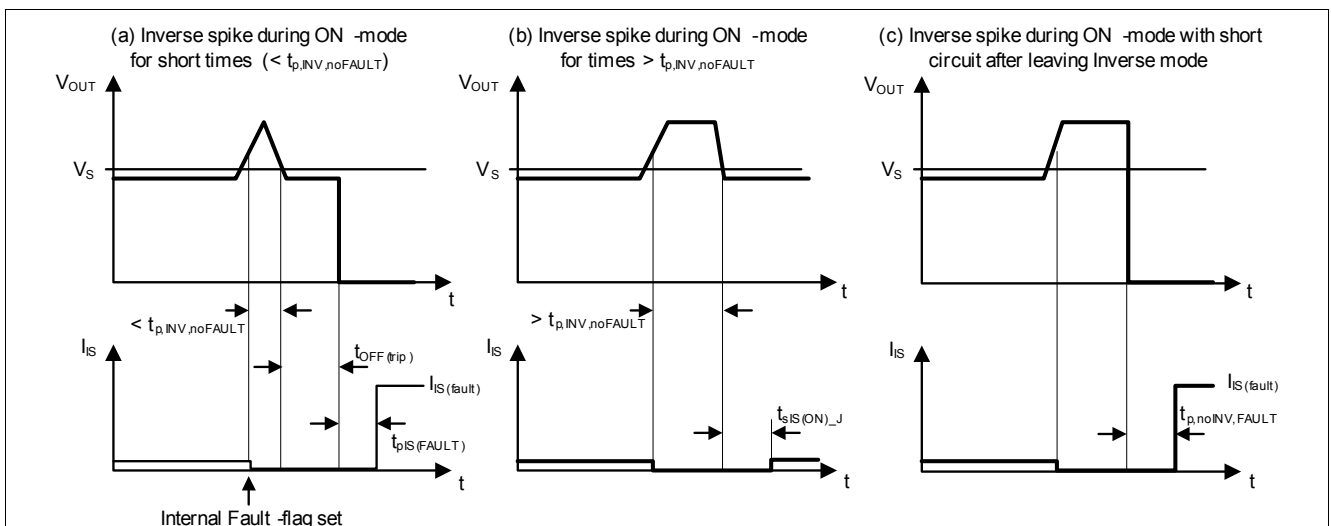 (a) Inverse spike during ON -mode
for short times (< tp,INV,noFAULT)
VOUT
VS
t
< tp,INV,noFAULT
IIS
tOFF(trip)
IIS(fault)
tpIS(FAULT)
t
Internal Fault -flag set
(b) Inverse spike during ON -mode
for times > tp,INV,noFAULT
VOUT
VS
t
> tp,INV,noFAULT
IIS
tsIS(ON)_J
t
(c) Inverse spike during ON -mode with short
circuit after leaving Inverse mode
VOUT
VS
t
IIS
IIS(fault)
tp,noINV,FAULT
t